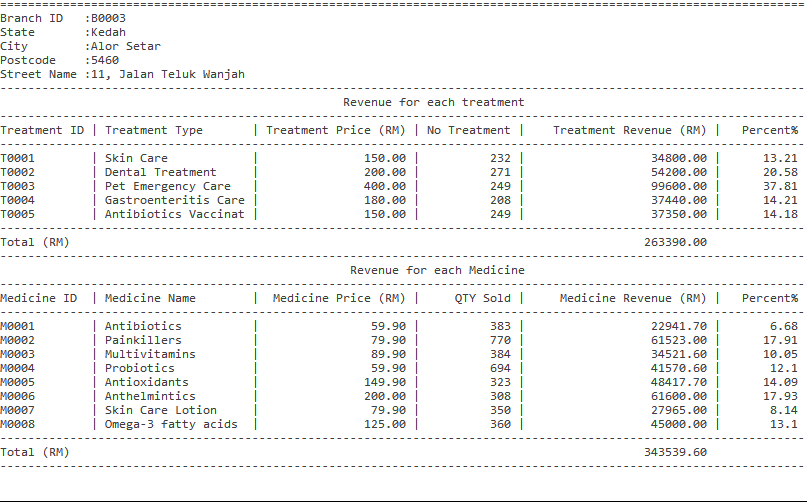 Branch ID   :B0003
State       :Kedah
City        :Alor Setar
Postcode    :5460
Street Name :11, Jalan Teluk Wanjah
Revenue for each treatment
Treatment ID | Treatment Type       | Treatment Price (RM) | No Treatment |    Treatment Revenue (RM) |   Percent%
T0001        | Skin Care            |               150.00 |          232 |                  34800.00 |      13.21
T0002        | Dental Treatment     |               200.00 |          271 |                  54200.00 |      20.58
T0003        | Pet Emergency Care   |               400.00 |          249 |                  99600.00 |      37.81
T0004        | Gastroenteritis Care |               180.00 |          208 |                  37440.00 |      14.21
T0005        | Antibiotics Vaccinat |               150.00 |          249 |                  37350.00 |      14.18
Total (RM)                                                                                  263390.00
Revenue for each Medicine
Medicine ID  | Medicine Name        |  Medicine Price (RM) |     QTY Sold |     Medicine Revenue (RM) |   Percent%
M0001        | Antibiotics          |                59.90 |          383 |                  22941.70 |       6.68
M0002        | Painkillers          |                79.90 |          770 |                  61523.00 |      17.91
M0003        | Multivitamins        |                89.90 |          384 |                  34521.60 |      10.05
M0004        | Probiotics           |                59.90 |          694 |                  41570.60 |       12.1
M0005        | Antioxidants         |               149.90 |          323 |                  48417.70 |      14.09
M0006        | Anthelmintics        |               200.00 |          308 |                  61600.00 |      17.93
M0007        | Skin Care Lotion     |                79.90 |          350 |                  27965.00 |       8.14
M0008        | Omega-3 fatty acids  |               125.00 |          360 |                  45000.00 |       13.1
Total (RM)                                                                                  343539.60